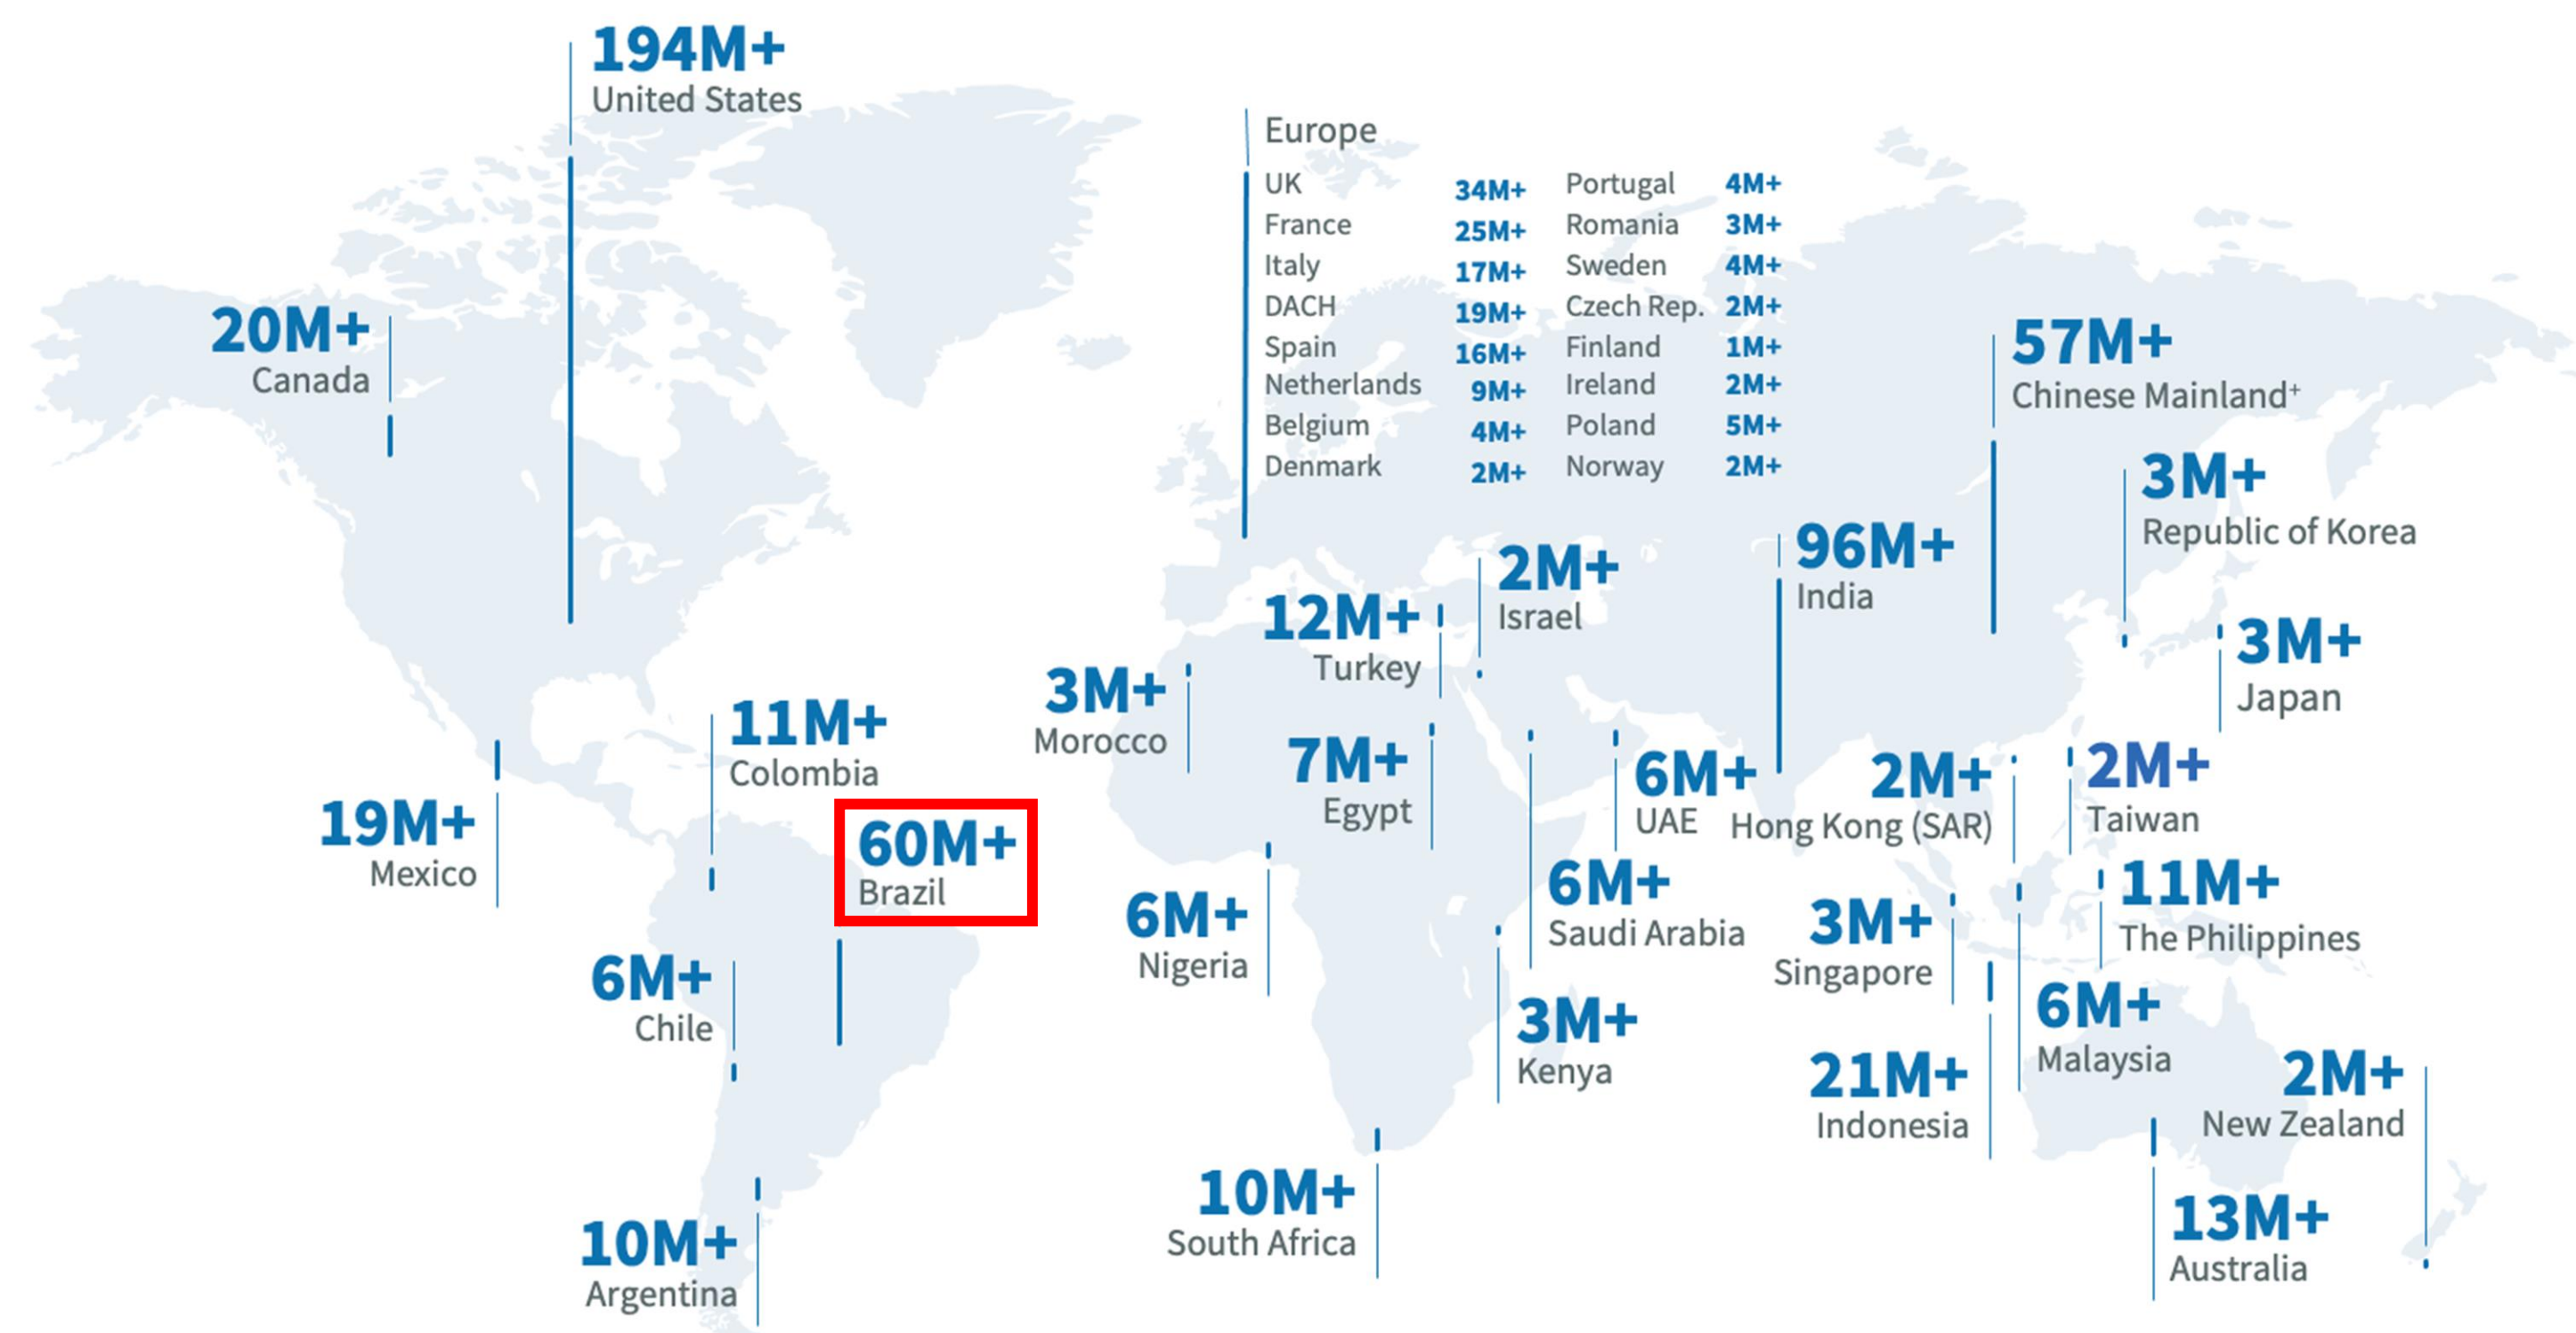 194M+
United States
20M+
Canada
Europe
UK 34M+ Portugal 4M+
France 25M+ Romania 3M+
Italy 17M+ Sweden 4M+
DACH 19M+ Czech Rep. 2M+
Spain 16M+ Finland 1M+
Netherlands 9M+ Ireland 2M+
Belgium 4M+ Poland 5M+
Denmark 2M+ Norway 2M+
57M+
Chinese Mainland+
3M+
Republic of Korea
96M+
India
2M+
Israel
12M+
Turkey
3M+
Japan
3M+
Morocco
11M+
Colombia
7M+
Egypt
6M+
UAE
2M+
Hong Kong (SAR)
2M+
Taiwan
19M+
Mexico
60M+
Brazil
6M+
Nigeria
6M+
Saudi Arabia
3M+
Singapore
11M+
The Philippines
6M+
Chile
3M+
Kenya
21M+
Indonesia
6M+
Malaysia
2M+
New Zealand
10M+
South Africa
13M+
Australia
10M+
Argentina